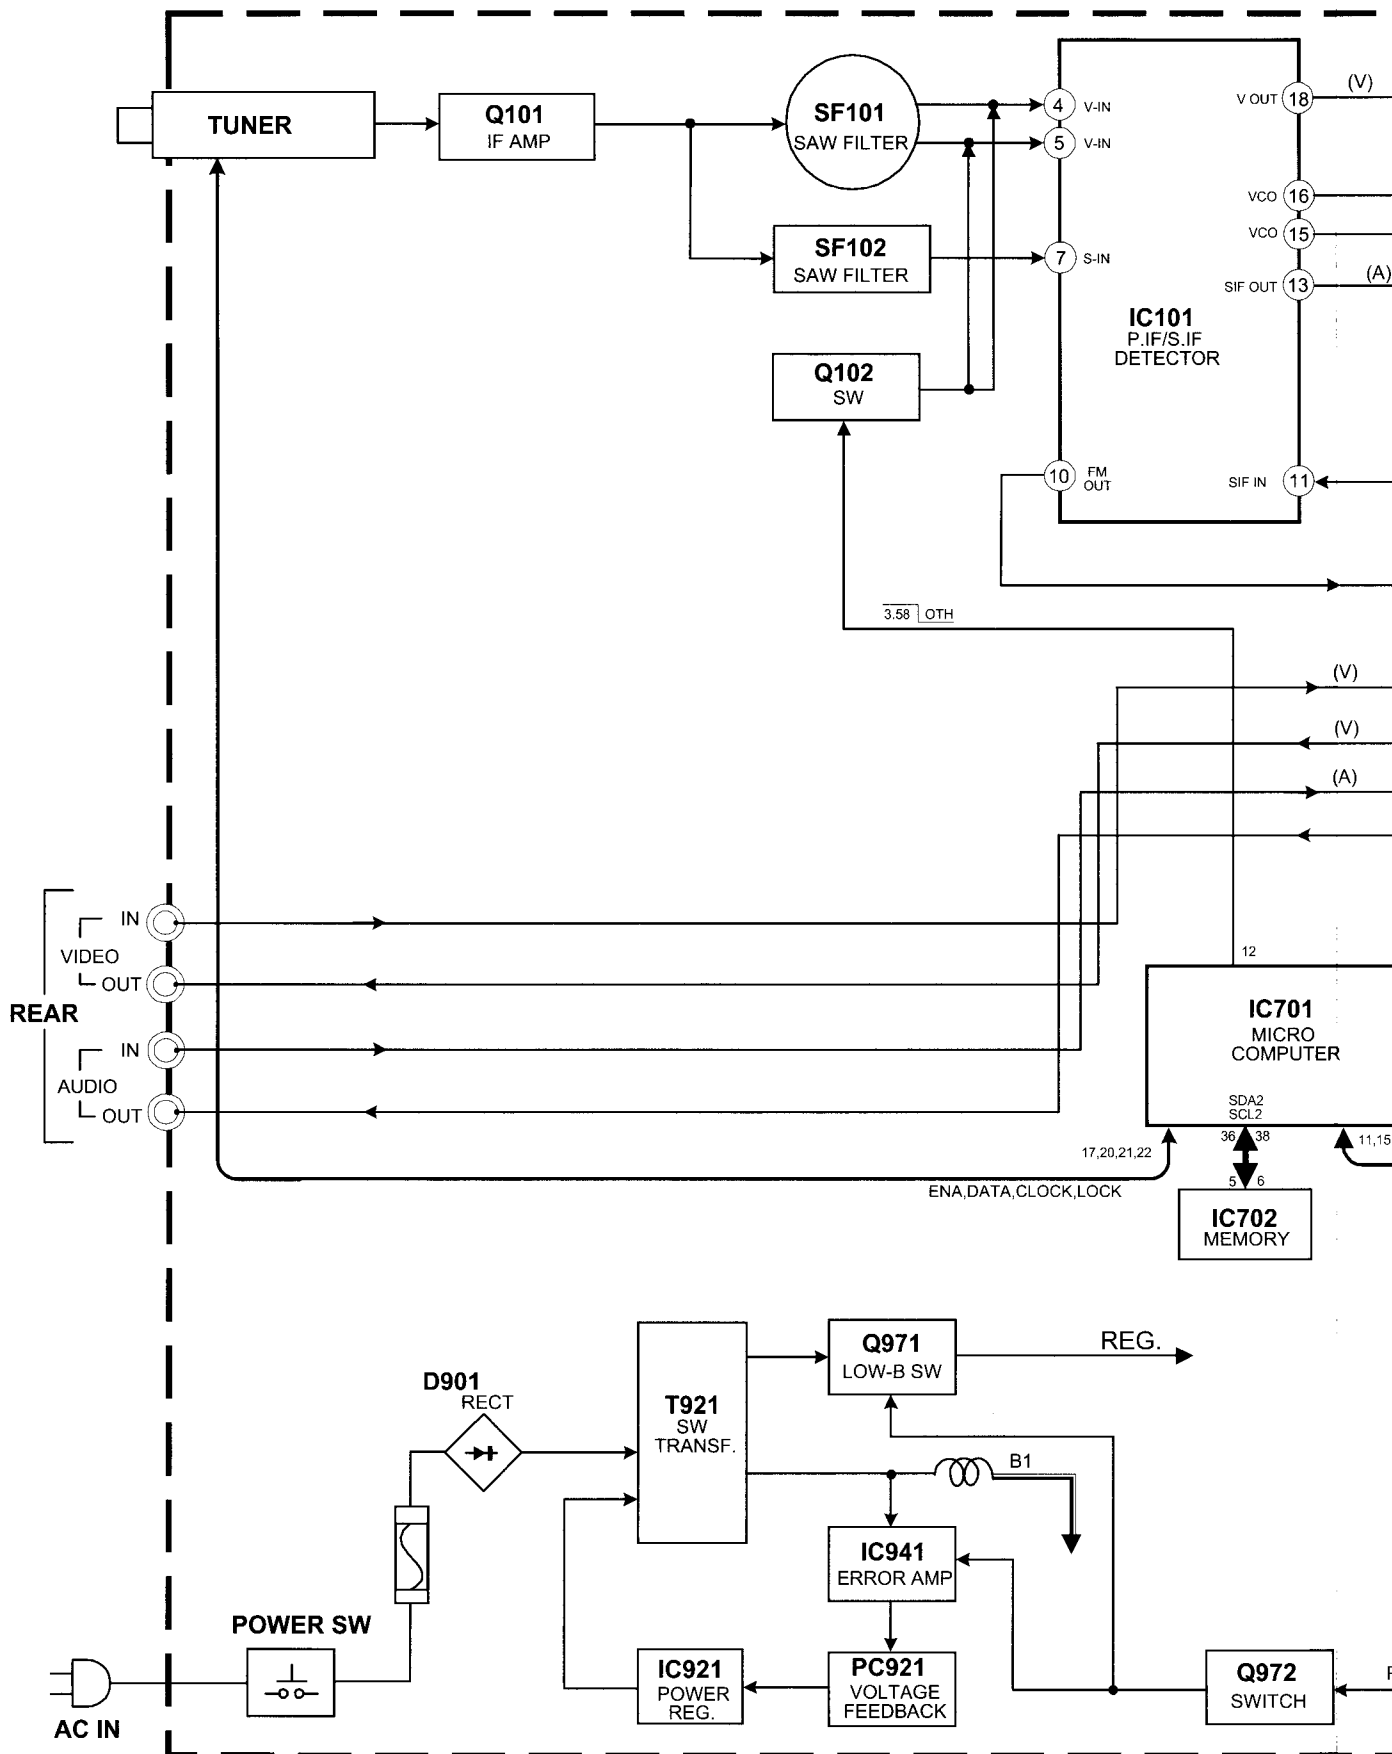 TUNER
Q101
IF AMP
SF101
SAW FILTER
4
V-IN
5
V-IN
V OUT
18
(V)
VCO
16
VCO
15
SIF OUT
13
(A)
SF102
SAW FILTER
7
S-IN
IC101
P.IF/S.IF
DETECTOR
Q102
SW
10
FM
OUT
SIF IN
11
3.58
OTH
(V)
(V)
(A)
REAR
VIDEO
IN
OUT
AUDIO
IN
OUT
12
IC701
MICRO
COMPUTER
SDA2
SCL2
36
38
17,20,21,22
11,15
ENA,DATA,CLOCK,LOCK
5
6
IC702
MEMORY
D901
RECT
T921
SW
TRANSF.
Q971
LOW-B SW
REG.
B1
IC941
ERROR AMP
POWER SW
AC IN
IC921
POWER
REG.
PC921
VOLTAGE
FEEDBACK
Q972
SWITCH